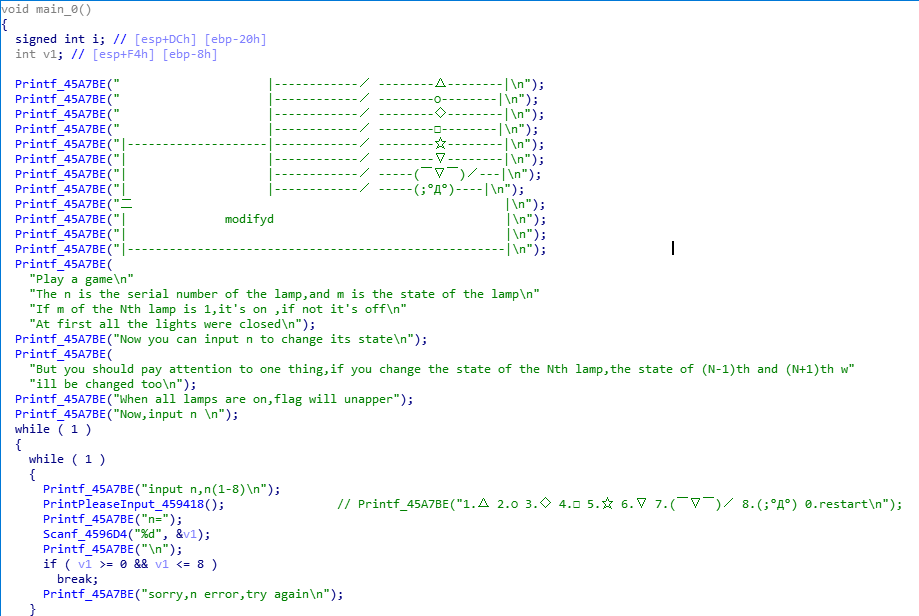 void main_0()
{
  signed int i; // [esp+DCh] [ebp-20h]
  int v1; // [esp+F4h] [ebp-8h]

  Printf_45A7BE("                     |------------／ --------△--------|\n");
  Printf_45A7BE("                     |------------／ --------○--------|\n");
  Printf_45A7BE("                     |------------／ --------◇--------|\n");
  Printf_45A7BE("                     |------------／ --------□--------|\n");
  Printf_45A7BE("|--------------------|------------／ --------☆--------|\n");
  Printf_45A7BE("|                    |------------／ --------▽--------|\n");
  Printf_45A7BE("|                    |------------／ -----(￣▽￣)／---|\n");
  Printf_45A7BE("|                    |------------／ -----(;°Д°)----|\n");
  Printf_45A7BE("二                                                     |\n");
  Printf_45A7BE("|              modifyd                                 |\n");
  Printf_45A7BE("|                                                      |\n");
  Printf_45A7BE("|------------------------------------------------------|\n");
  Printf_45A7BE(
    "Play a game\n"
    "The n is the serial number of the lamp,and m is the state of the lamp\n"
    "If m of the Nth lamp is 1,it's on ,if not it's off\n"
    "At first all the lights were closed\n");
  Printf_45A7BE("Now you can input n to change its state\n");
  Printf_45A7BE(
    "But you should pay attention to one thing,if you change the state of the Nth lamp,the state of (N-1)th and (N+1)th w"
    "ill be changed too\n");
  Printf_45A7BE("When all lamps are on,flag will unapper");
  Printf_45A7BE("Now,input n \n");
  while ( 1 )
  {
    while ( 1 )
    {
      Printf_45A7BE("input n,n(1-8)\n");
      PrintPleaseInput_459418();                // Printf_45A7BE("1.△ 2.○ 3.◇ 4.□ 5.☆ 6.▽ 7.(￣▽￣)／ 8.(;°Д°) 0.restart\n");
      Printf_45A7BE("n=");
      Scanf_4596D4("%d", &v1);
      Printf_45A7BE("\n");
      if ( v1 >= 0 && v1 <= 8 )
        break;
      Printf_45A7BE("sorry,n error,try again\n");
    }